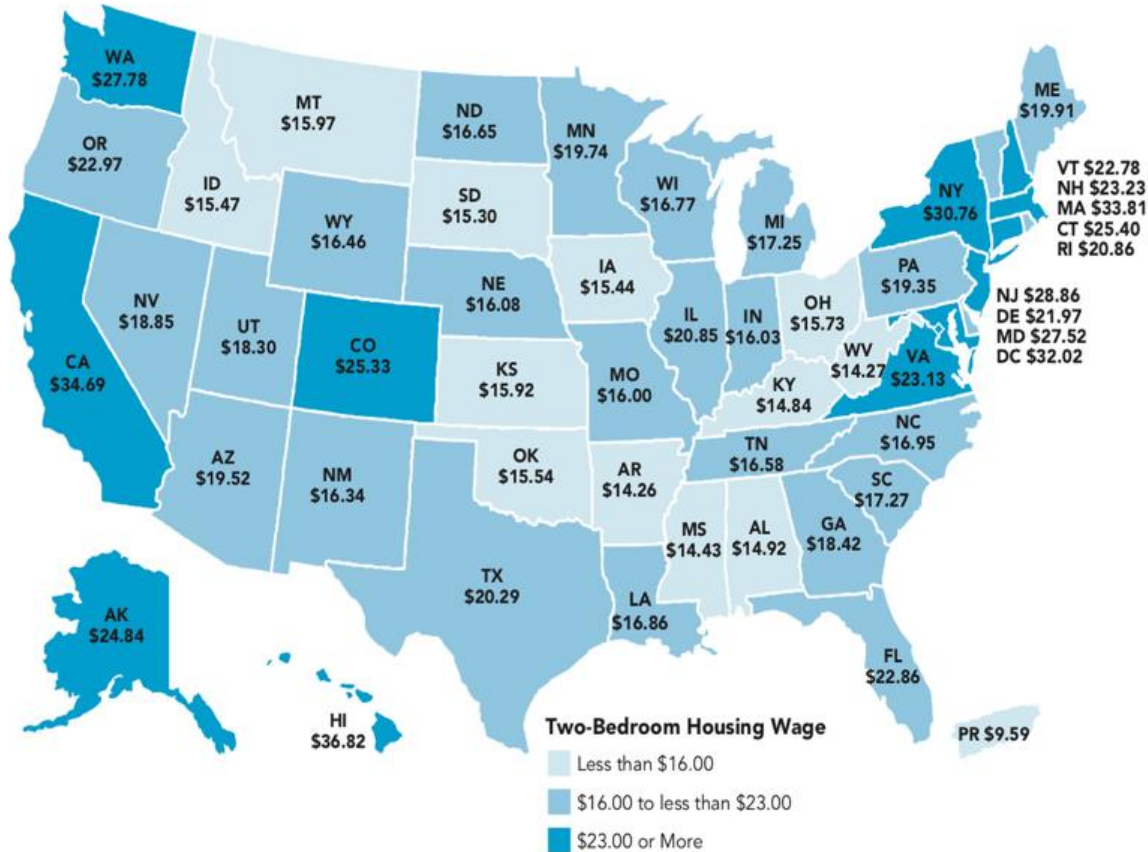 WA
$27.78
OR
$22.97
CA
$34.69
ID
$15.47
NV
$18.85
MT
$15.97
WY
$16.46
UT
$18.30
AZ
$19.52
CO
$25.33
NM
$16.34
ND
$16.65
SD
$15.30
NE
$16.08
KS
$15.92
OK
$15.54
TX
$20.29
MN
$19.74
IA
$15.44
MO
$16.00
AR
$14.26
LA
$16.86
WI
$16.77
IL
$20.85
MS
$14.43
MI
$17.25
IN
$16.03
KY
$14.84
TN
$16.58
AL
$14.92
OH
$15.73
WV
$14.27
VA
$23.13
NC
$16.95
SC
$17.27
GA
$18.42
FL
$22.86
PA
$19.35
NY
$30.76
ME
$19.91
VT $22.78
NH $23.23
MA $33.81
CT $25.40
RI $20.86
NJ $28.86
DE $21.97
MD $27.52
DC $32.02
AK
$24.84
HI
$36.82
PR $9.59
Two-Bedroom Housing Wage
Less than $16.00
$16.00 to less than $23.00
$23.00 or More